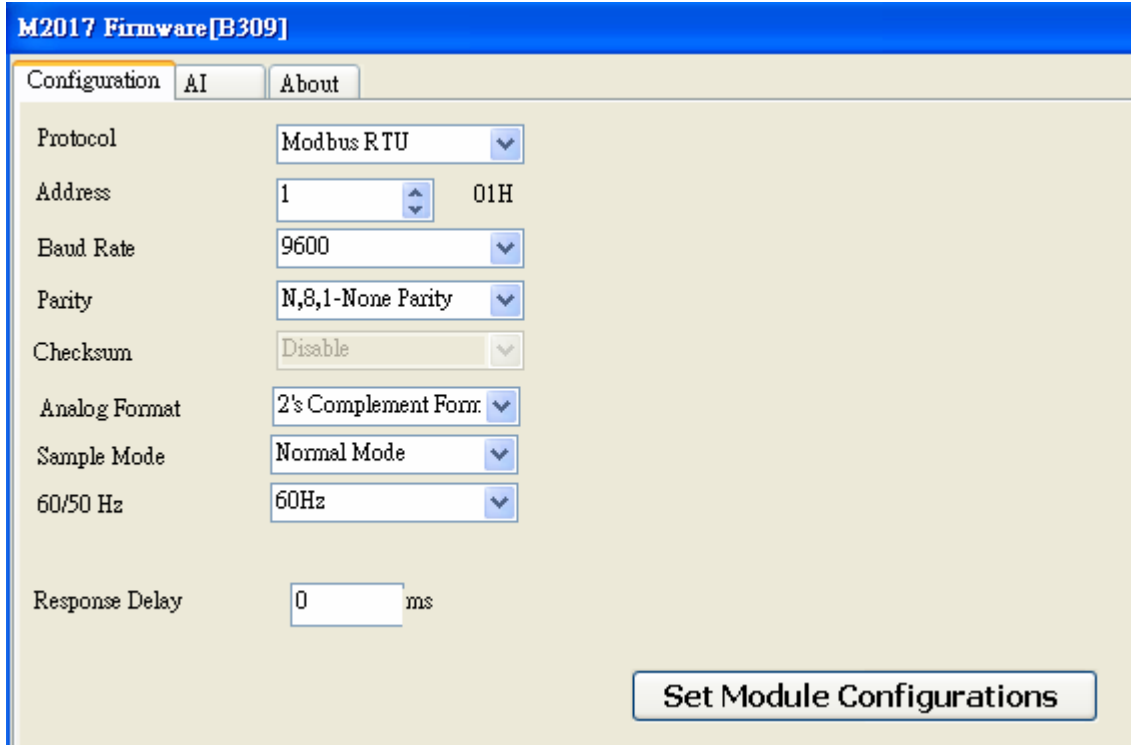 M2017 Firmware[B309]
Configuration AI About
Protocol Modbus RTU
Address 1 01H
Baud Rate 9600
Parity N,8,1-None Parity
Checksum Disable
Analog Format 2's Complement Form
Sample Mode Normal Mode
60/50 Hz 60Hz
Response Delay 0 ms
Set Module Configurations